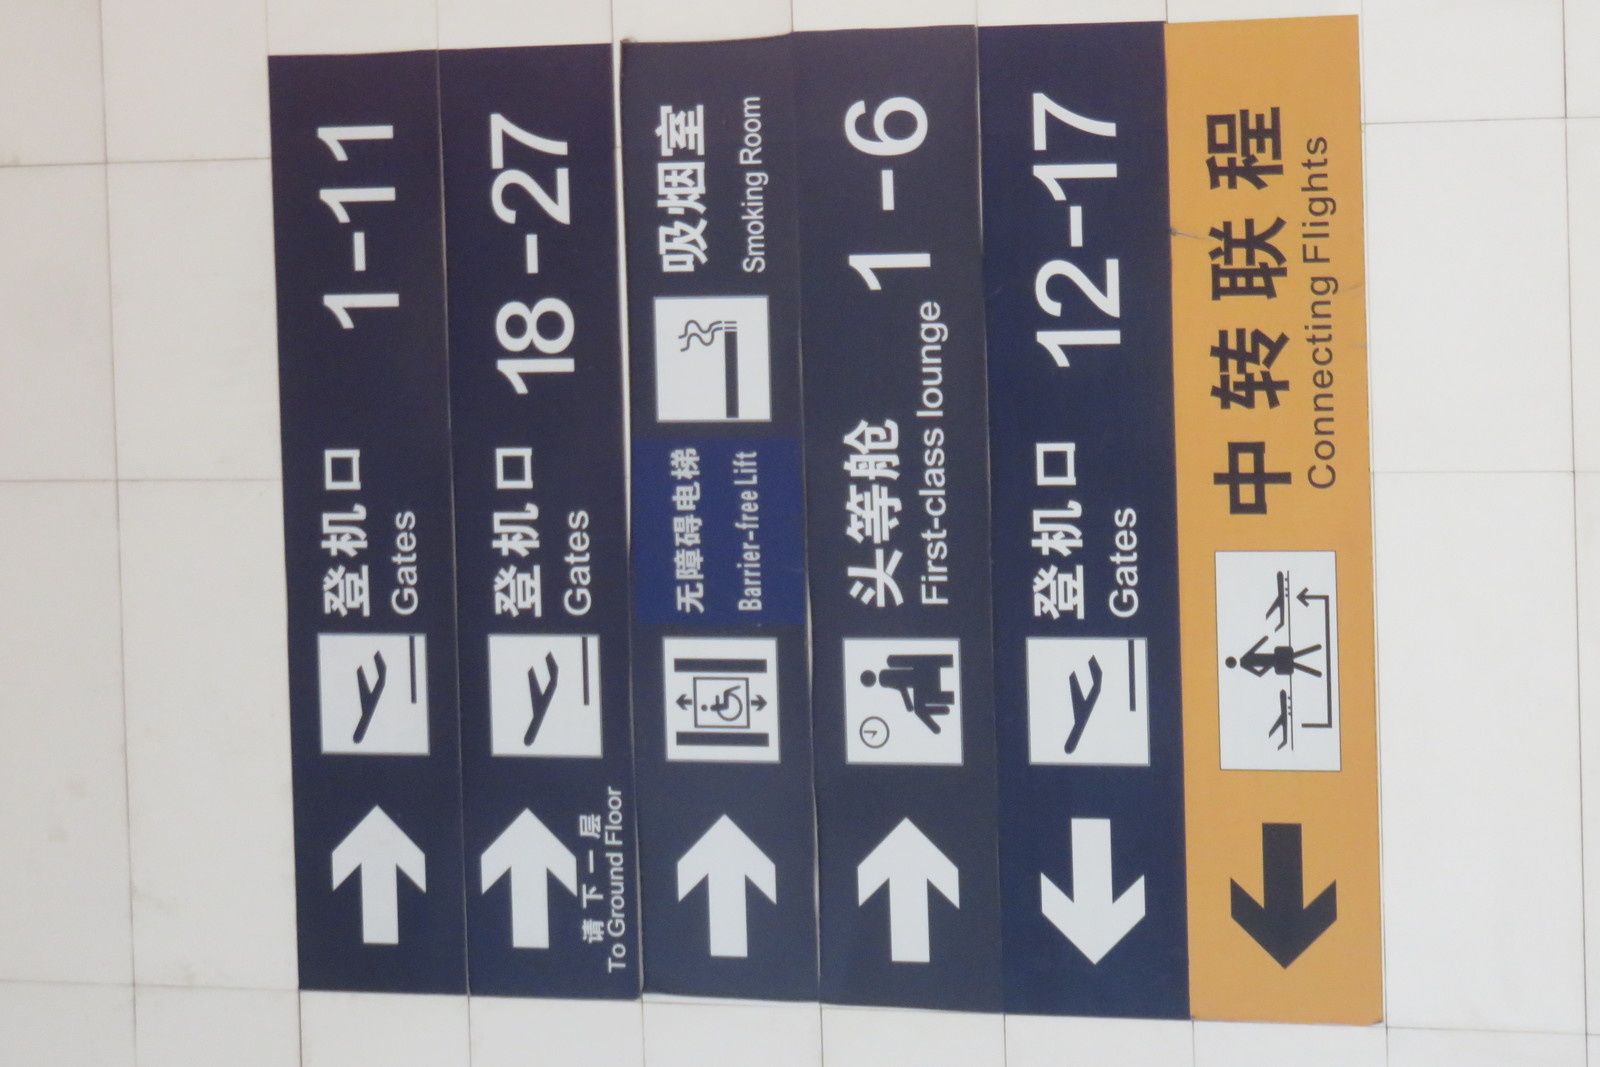 登机口 1-11
Gates
登机口 18-27
Gates
请下一层
To Ground Floor
无障碍电梯
Barrier-free Lift
吸烟室
Smoking Room
头等舱 1-6
First-class lounge
登机口 12-17
Gates
中转联程
Connecting Flights